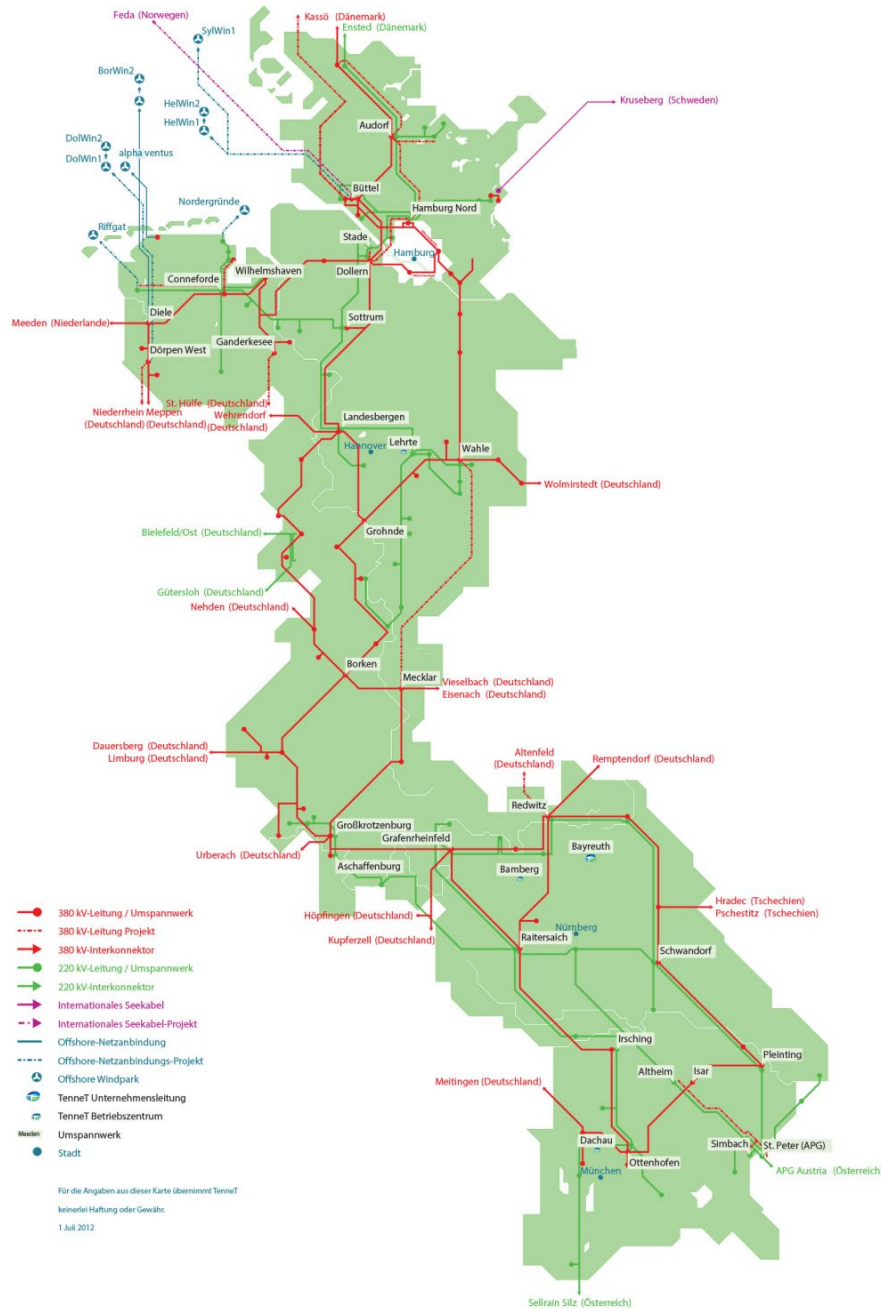 Feda (Norwegen)
Kassö (Dänemark)
Ensted (Dänemark)
SylWin1
BorWin2
HelWin2
HelWin1
Kruseberg (Schweden)
DolWin2
DolWin1
alpha ventus
Audorf
Büttel
Nordergründe
Hamburg Nord
Riffgat
Stade
Hamburg
Wilhelmshaven
Dollern
Conneforde
Diele
Meeden (Niederlande)
Sottrum
Ganderkesee
Dörpen West
Niederrhein Meppen
(Deutschland) (Deutschland)
St. Hülfe (Deutschland)
Wehrendorf
(Deutschland)
Landesbergen
Hannover
Lehrte
Wahle
Wolmirstedt (Deutschland)
Grohnde
Bielefeld/Ost (Deutschland)
Gütersloh (Deutschland)
Nehden (Deutschland)
Borken
Mecklar
Vieselbach (Deutschland)
Eisenach (Deutschland)
Dauersberg (Deutschland)
Limburg (Deutschland)
Altenfeld
(Deutschland)
Remptendorf (Deutschland)
Redwitz
Großkrotzenburg
Grafenrheinfeld
Urberach (Deutschland)
Aschaffenburg
Bayreuth
Bamberg
Höpfingen (Deutschland)
Kupferzell (Deutschland)
Hradec (Tschechien)
Pschestitz (Tschechien)
Nürnberg
Raitersaich
Schwandorf
Irsching
Pleinting
Altheim
Isar
Meitingen (Deutschland)
Dachau
Simbach
St. Peter (APG)
Ottenhofen
München
APG Austria (Österreich)
Sellrain Silz (Österreich)
380 kV-Leitung / Umspannwerk
380 kV-Leitung Projekt
380 kV-Interkonnektor
220 kV-Leitung / Umspannwerk
220 kV-Interkonnektor
Internationales Seekabel
Internationales Seekabel-Projekt
Offshore-Netzanbindung
Offshore-Netzanbindungs-Projekt
Offshore Windpark
TenneT Unternehmensleitung
TenneT Betriebszentrum
Meeden
Umspannwerk
Stadt
Für die Angaben aus dieser Karte übernimmt TenneT
keinerlei Haftung oder Gewähr.
1 Juli 2012